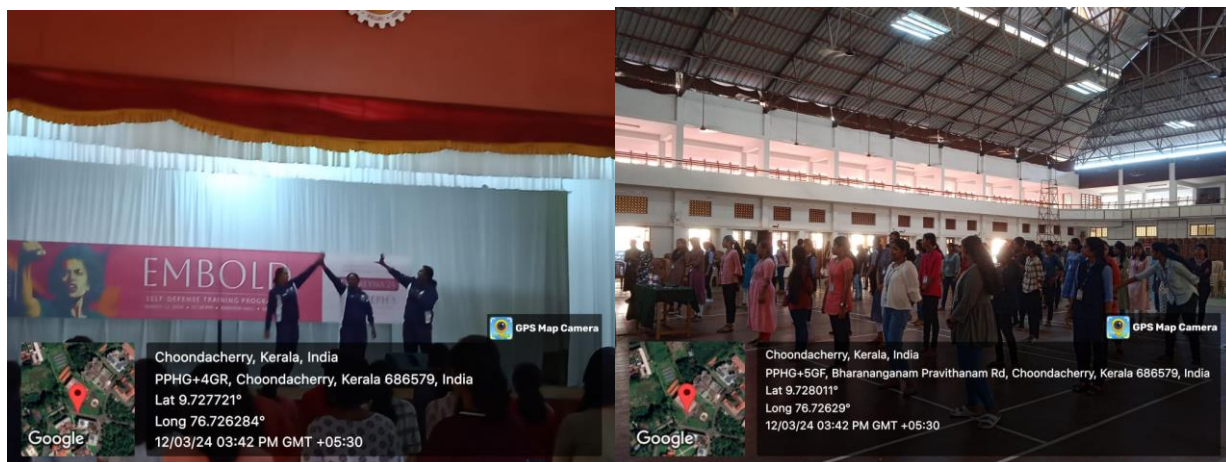 EMBOLD
SELF DEFENSE TRAINING PROGR
GPS Map Camera
Choondacherry, Kerala, India
PPHG+4GR, Choondacherry, Kerala 686579, India
Lat 9.727721°
Long 76.726284°
12/03/24 03:42 PM GMT +05:30
Google
GPS Map Camera
Choondacherry, Kerala, India
PPHG+5GF, Bharananganam Pravithanam Rd, Choondacherry, Kerala 686579, India
Lat 9.728011°
Long 76.72629°
12/03/24 03:42 PM GMT +05:30
Google